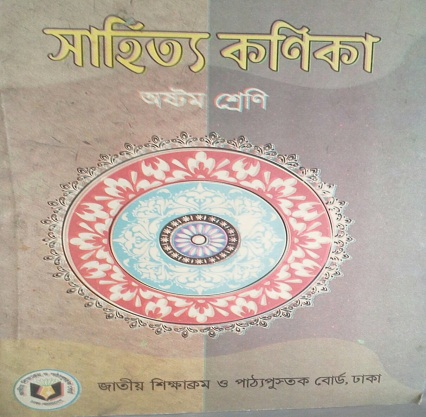 সাহিত্য কণিকা
অষ্টম শ্রেণি
জাতীয় শিক্ষাক্রম ও পাঠ্যপুস্তক বোর্ড, ঢাকা